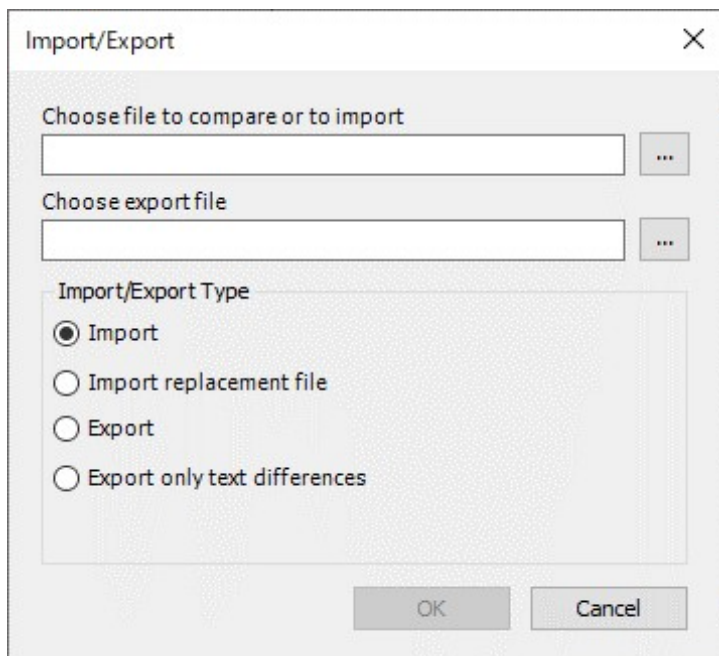 Import/Export
Choose file to compare or to import
...
Choose export file
...
Import/Export Type
Import
Import replacement file
Export
Export only text differences
OK
Cancel